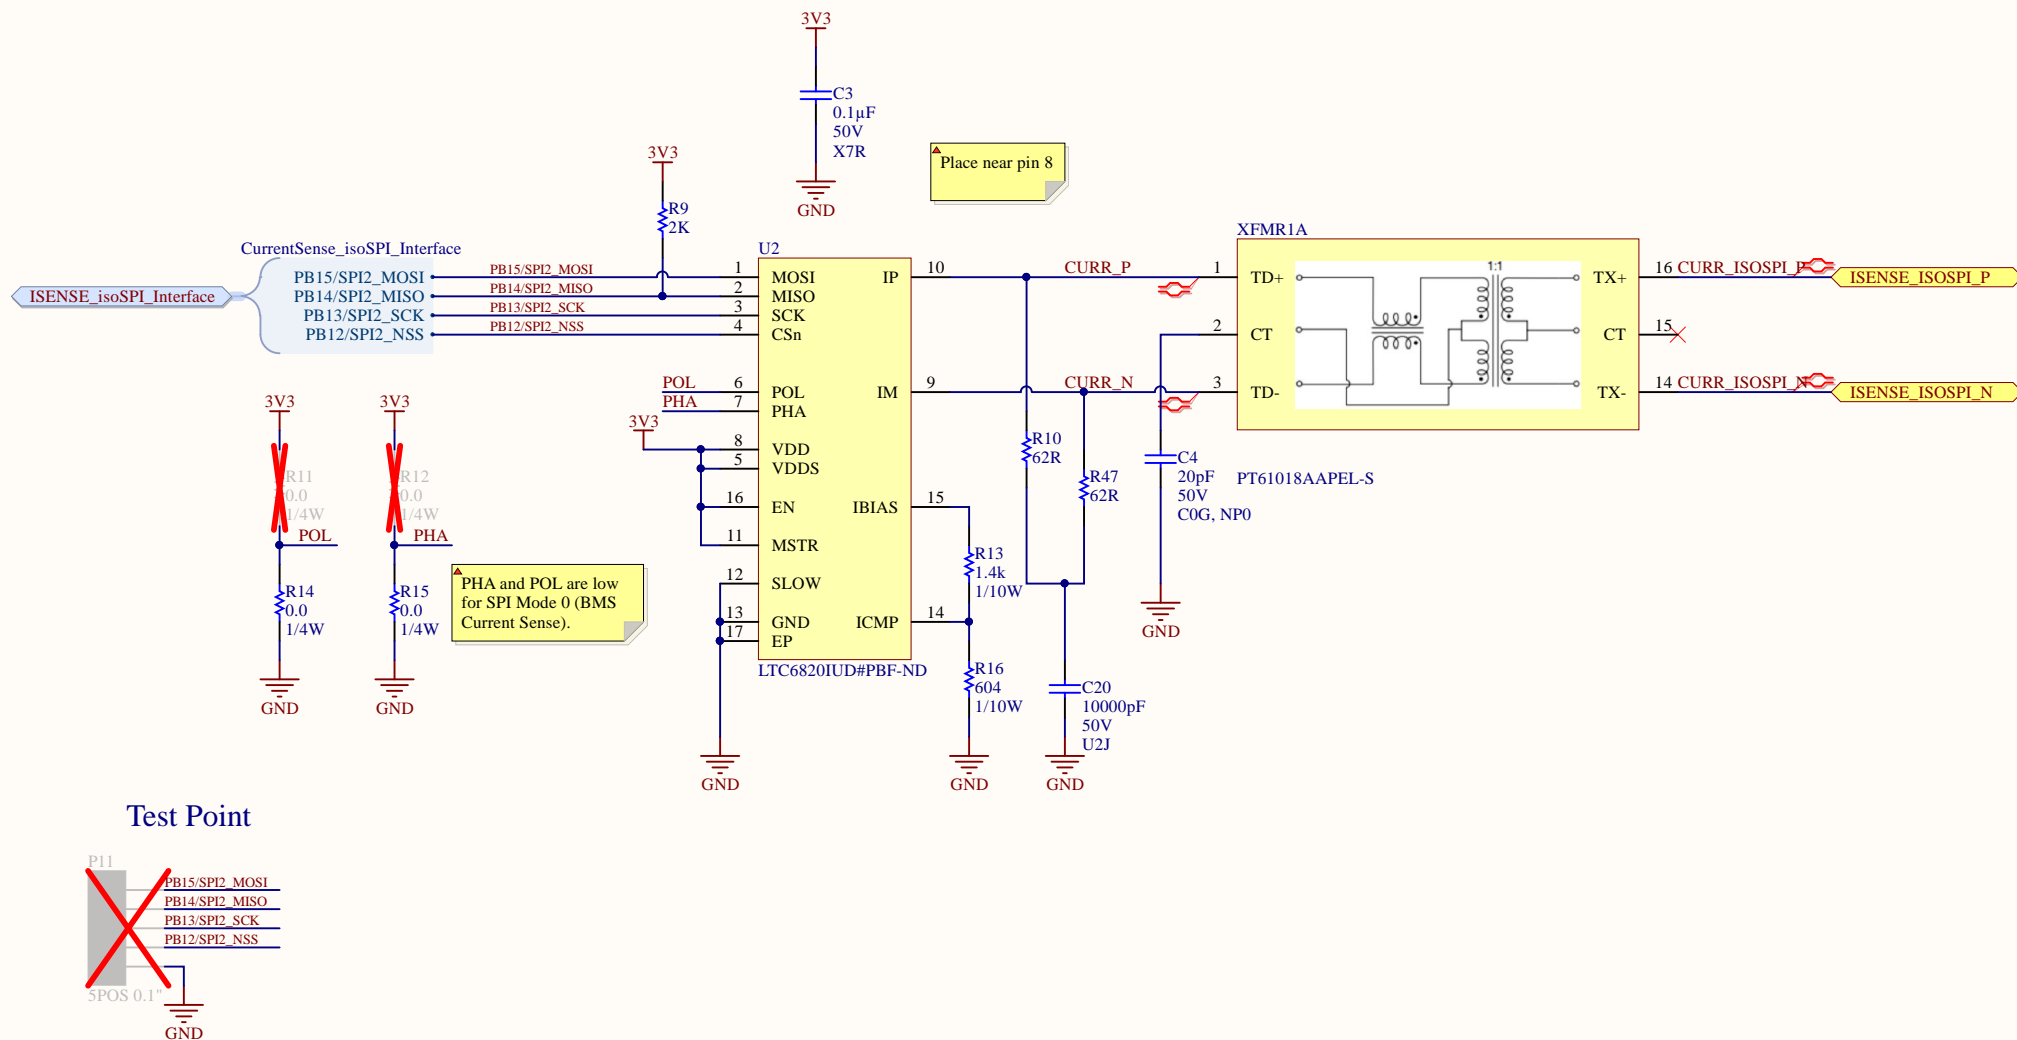 3V3
C3
0.1µF
50V
X7R
GND
Place near pin 8
3V3
R9
2K
CurrentSense_isoSPI_Interface
ISENSE_isoSPI_Interface
PB15/SPI2_MOSI
PB14/SPI2_MISO
PB13/SPI2_SCK
PB12/SPI2_NSS
PB15/SPI2_MOSI
PB14/SPI2_MISO
PB13/SPI2_SCK
PB12/SPI2_NSS
U2
1 MOSI
2 MISO
3 SCK
4 CSn
6 POL
7 PHA
8 VDD
5 VDDS
16 EN
11 MSTR
12 SLOW
13 GND
17 EP
IP 10
IM 9
IBIAS 15
ICMP 14
LTC6820IUD#PBF-ND
POL
PHA
3V3
GND
CURR_P
CURR_N
R10
62R
R47
62R
R13
1.4k
1/10W
R16
604
1/10W
GND
C20
10000pF
50V
U2J
GND
C4
20pF
50V
C0G, NP0
GND
XFMR1A
1 TD+
2 CT
3 TD-
1:1
TX+ 16
CT 15
TX- 14
PT61018AAPEL-S
CURR_ISOSPI_P
CURR_ISOSPI_N
ISENSE_ISOSPI_P
ISENSE_ISOSPI_N
3V3
R11
0.0
1/4W
POL
R14
0.0
1/4W
GND
3V3
R12
0.0
1/4W
PHA
R15
0.0
1/4W
GND
PHA and POL are low
for SPI Mode 0 (BMS
Current Sense).
Test Point
P11
PB15/SPI2_MOSI
PB14/SPI2_MISO
PB13/SPI2_SCK
PB12/SPI2_NSS
5POS 0.1"
GND